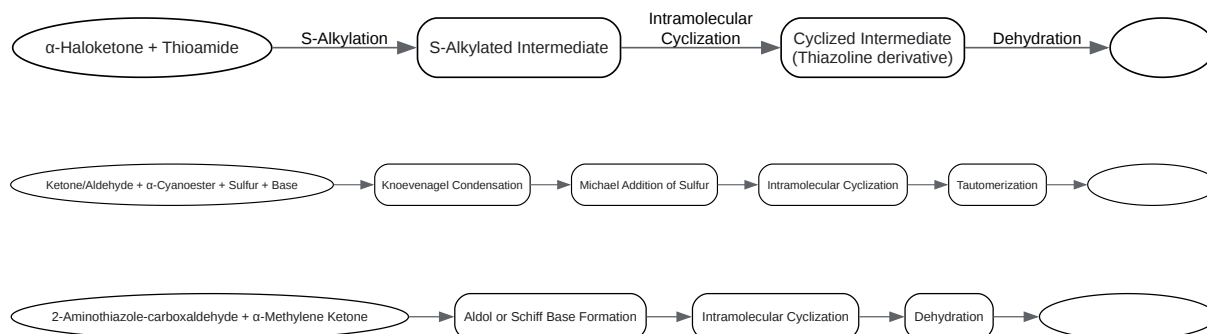 α-Haloketone + Thioamide
S-Alkylation
S-Alkylated Intermediate
Intramolecular
Cyclization
Cyclized Intermediate
(Thiazoline derivative)
Dehydration
Ketone/Aldehyde + α-Cyanoester + Sulfur + Base
Knoevenagel Condensation
Michael Addition of Sulfur
Intramolecular Cyclization
Tautomerization
2-Aminothiazole-carboxaldehyde + α-Methylene Ketone
Aldol or Schiff Base Formation
Intramolecular Cyclization
Dehydration